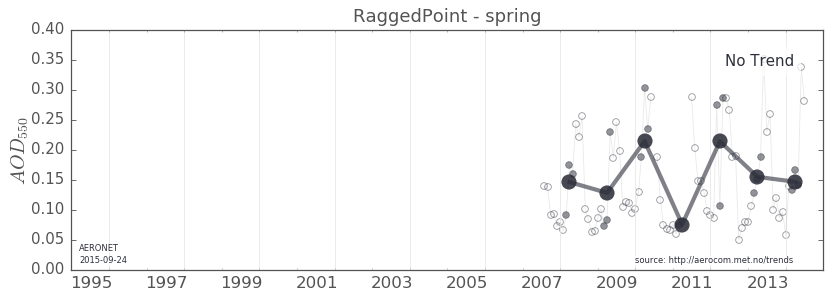 RaggedPoint - spring
0.40
0.35
0.30
0.25
0.20
0.15
0.10
0.05
0.00
AOD550
No Trend
AERONET
2015-09-24
source: http://aerocom.met.no/trends
1995 1997 1999 2001 2003 2005 2007 2009 2011 2013